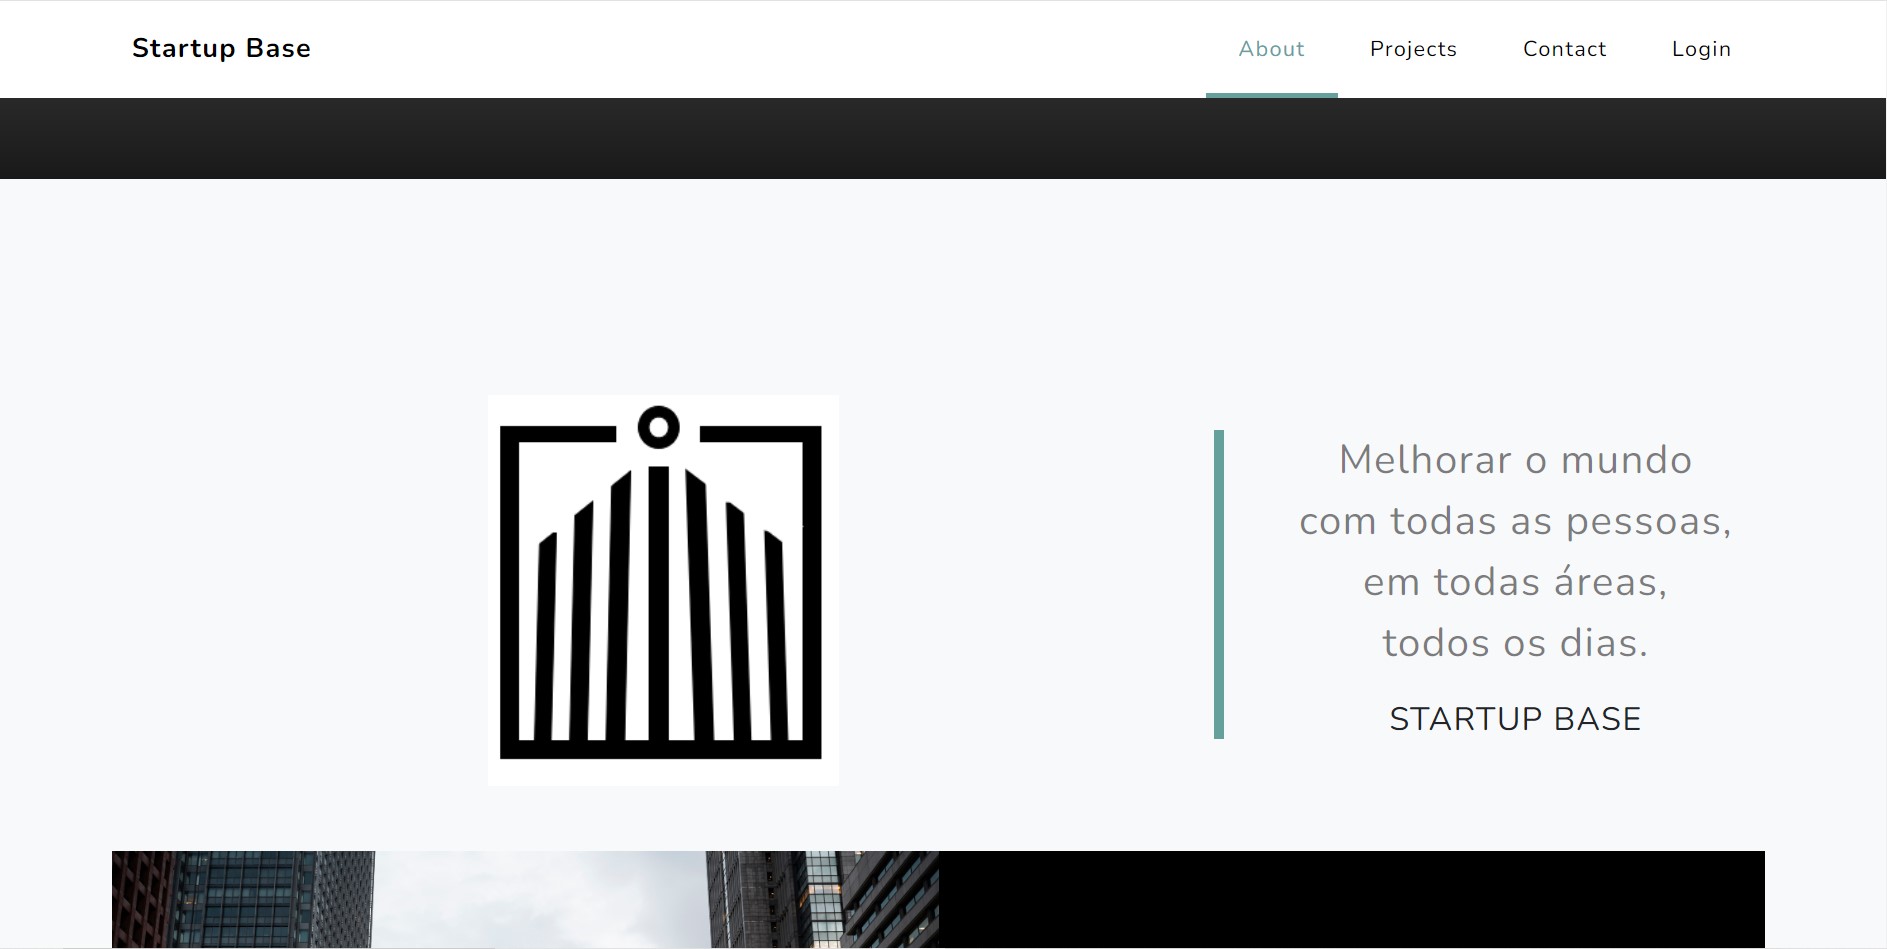 Startup Base
About
Projects
Contact
Login
Melhorar o mundo
com todas as pessoas,
em todas áreas,
todos os dias.
STARTUP BASE